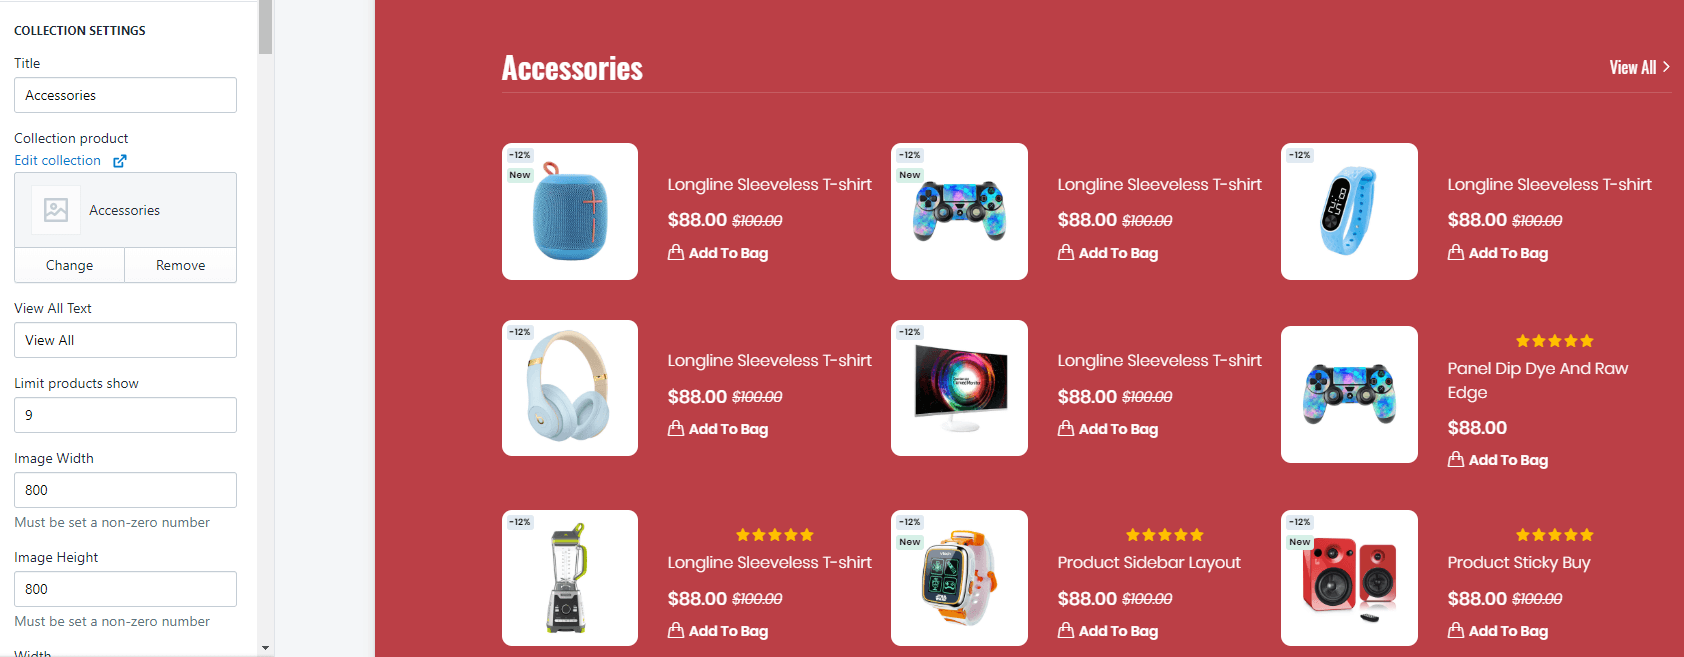 COLLECTION SETTINGS
Title
Accessories
Collection product
Edit collection
Accessories
Change Remove
View All Text
View All
Limit products show
9
Image Width
800
Must be set a non-zero number
Image Height
800
Must be set a non-zero number
Width
Accessories
View All >
-12%
New
Longline Sleeveless T-shirt
$88.00 $100.00
Add To Bag
-12%
New
Longline Sleeveless T-shirt
$88.00 $100.00
Add To Bag
-12%
Longline Sleeveless T-shirt
$88.00 $100.00
Add To Bag
-12%
Longline Sleeveless T-shirt
$88.00 $100.00
Add To Bag
-12%
Longline Sleeveless T-shirt
$88.00 $100.00
Add To Bag
Panel Dip Dye And Raw
Edge
$88.00
Add To Bag
-12%
Longline Sleeveless T-shirt
$88.00 $100.00
Add To Bag
-12%
New
Product Sidebar Layout
$88.00 $100.00
Add To Bag
-12%
New
Product Sticky Buy
$88.00 $100.00
Add To Bag